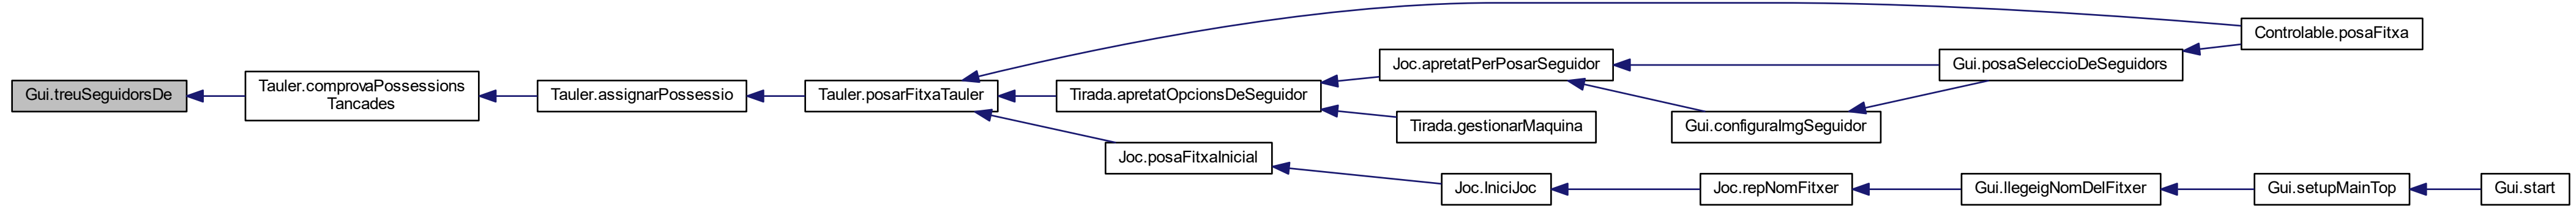 Gui.treuSeguidorsDe
Tauler.comprovaPossessions
Tancades
Tauler.assignarPossessio
Tauler.posarFitxaTauler
Controlable.posaFitxa
Tirada.apretatOpcionsDeSeguidor
Joc.apretatPerPosarSeguidor
Gui.posaSeleccioDeSeguidors
Gui.configuraImgSeguidor
Tirada.gestionarMaquina
Joc.posaFitxaInicial
Joc.IniciJoc
Joc.repNomFitxer
Gui.llegeigNomDelFitxer
Gui.setupMainTop
Gui.start